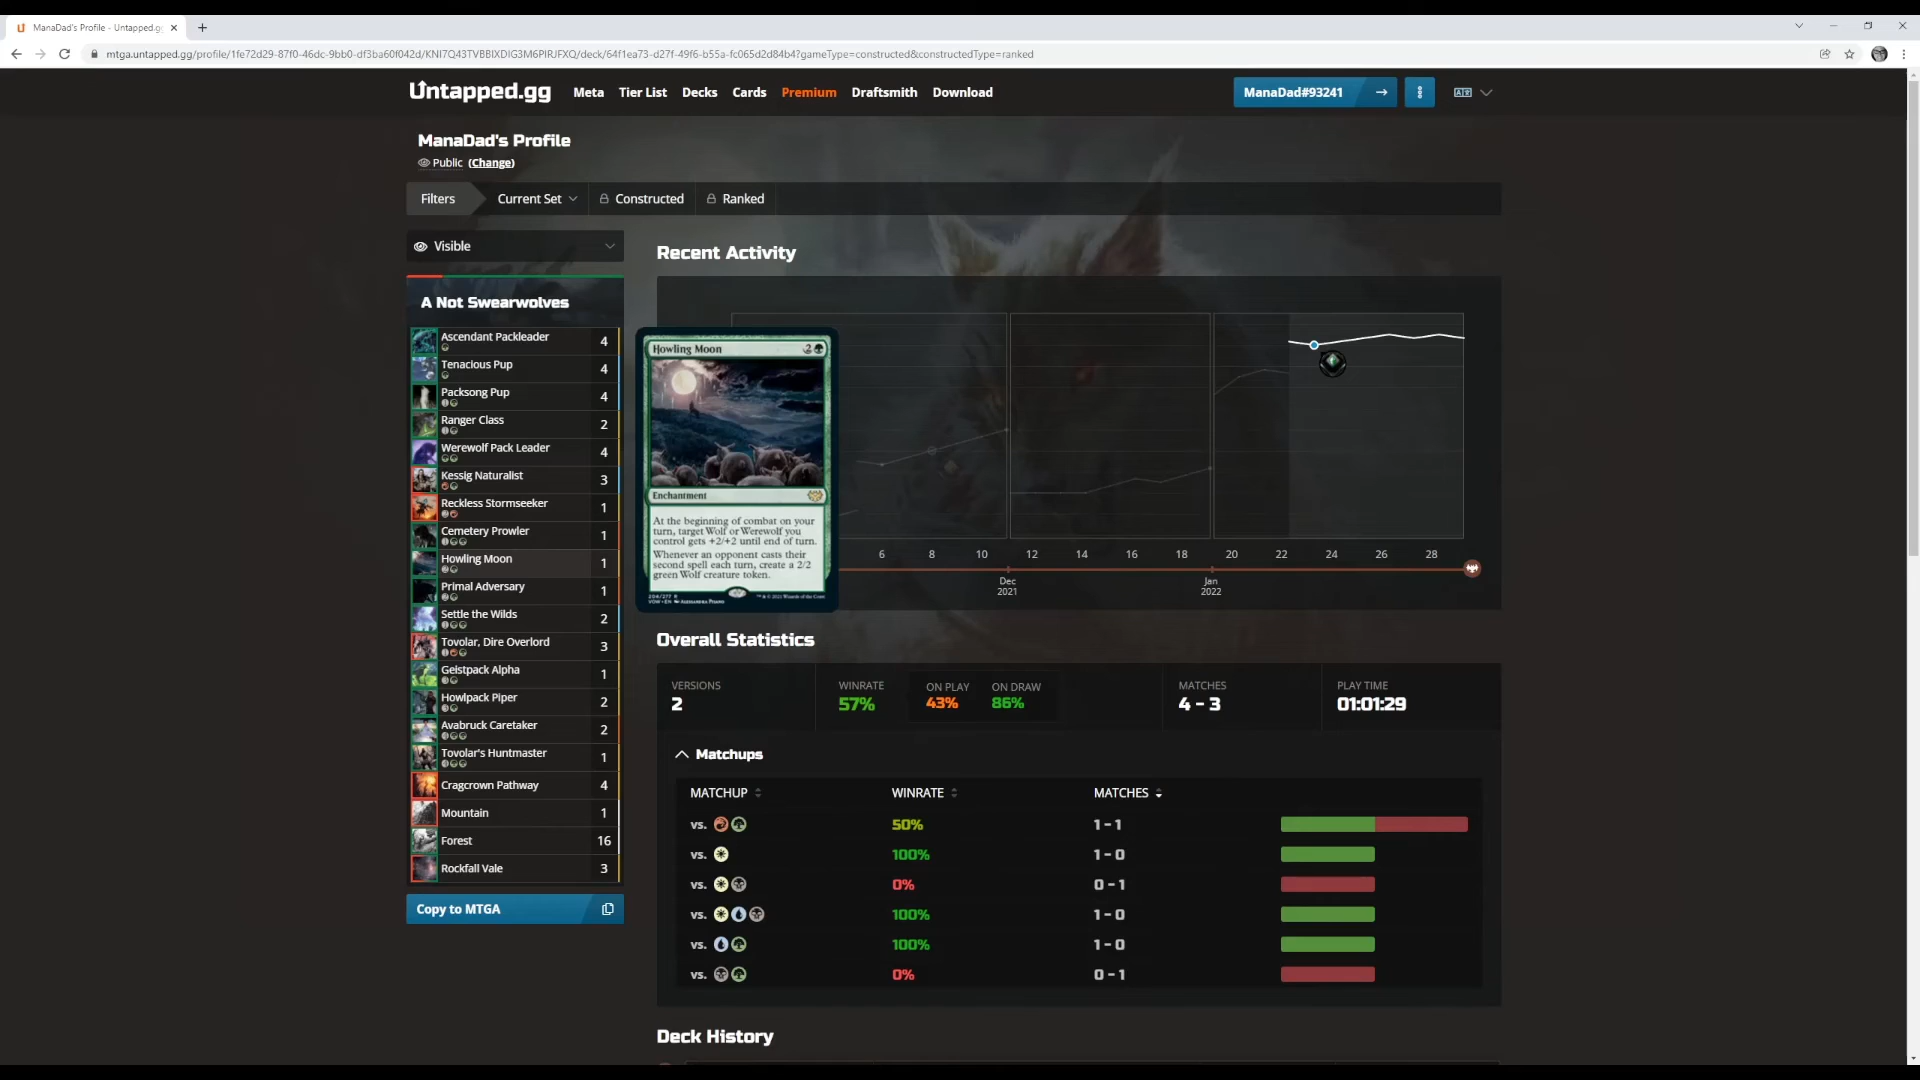 ManaDad's Profile - Untapped.g
mtga.untapped.gg/profile/1fe72d29-87f0-46dc-9bb0-df3ba60f042d/KNI7Q43TVBBIXDIG3M6PIRJFXQ/deck/64f1ea73-d27f-49f6-b55a-fc065d2d84b4?gameType=constructed&constructedType=ranked
Untapped.gg Meta Tier List Decks Cards Premium Draftsmith Download ManaDad#93241
ManaDad's Profile
Public (Change)
Filters Current Set Constructed Ranked
Visible
A Not Swearwolves
Ascendant Packleader 4
Tenacious Pup 4
Packsong Pup 4
Ranger Class 2
Werewolf Pack Leader 4
Kessig Naturalist 3
Reckless Stormseeker 1
Cemetery Prowler 1
Howling Moon 1
Primal Adversary 1
Settle the Wilds 2
Tovolar, Dire Overlord 3
Geistpack Alpha 1
Howlpack Piper 2
Avabruck Caretaker 2
Tovolar's Huntmaster 1
Cragcrown Pathway 4
Mountain 1
Forest 16
Rockfall Vale 3
Copy to MTGA
Recent Activity
Howling Moon 2
Enchantment
At the beginning of combat on your
turn, target Wolf or Werewolf you
control gets +2/+2 until end of turn.
Whenever an opponent casts their
second spell each turn, create a 2/2
green Wolf creature token.
204/277 R
VOW • EN
6 8 10 12 14 16 18 20 22 24 26 28
Dec
2021
Jan
2022
Overall Statistics
VERSIONS WINRATE ON PLAY ON DRAW MATCHES PLAY TIME
2 57% 43% 86% 4 - 3 01:01:29
Matchups
MATCHUP WINRATE MATCHES
vs. 50% 1 - 1
vs. 100% 1 - 0
vs. 0% 0 - 1
vs. 100% 1 - 0
vs. 100% 1 - 0
vs. 0% 0 - 1
Deck History